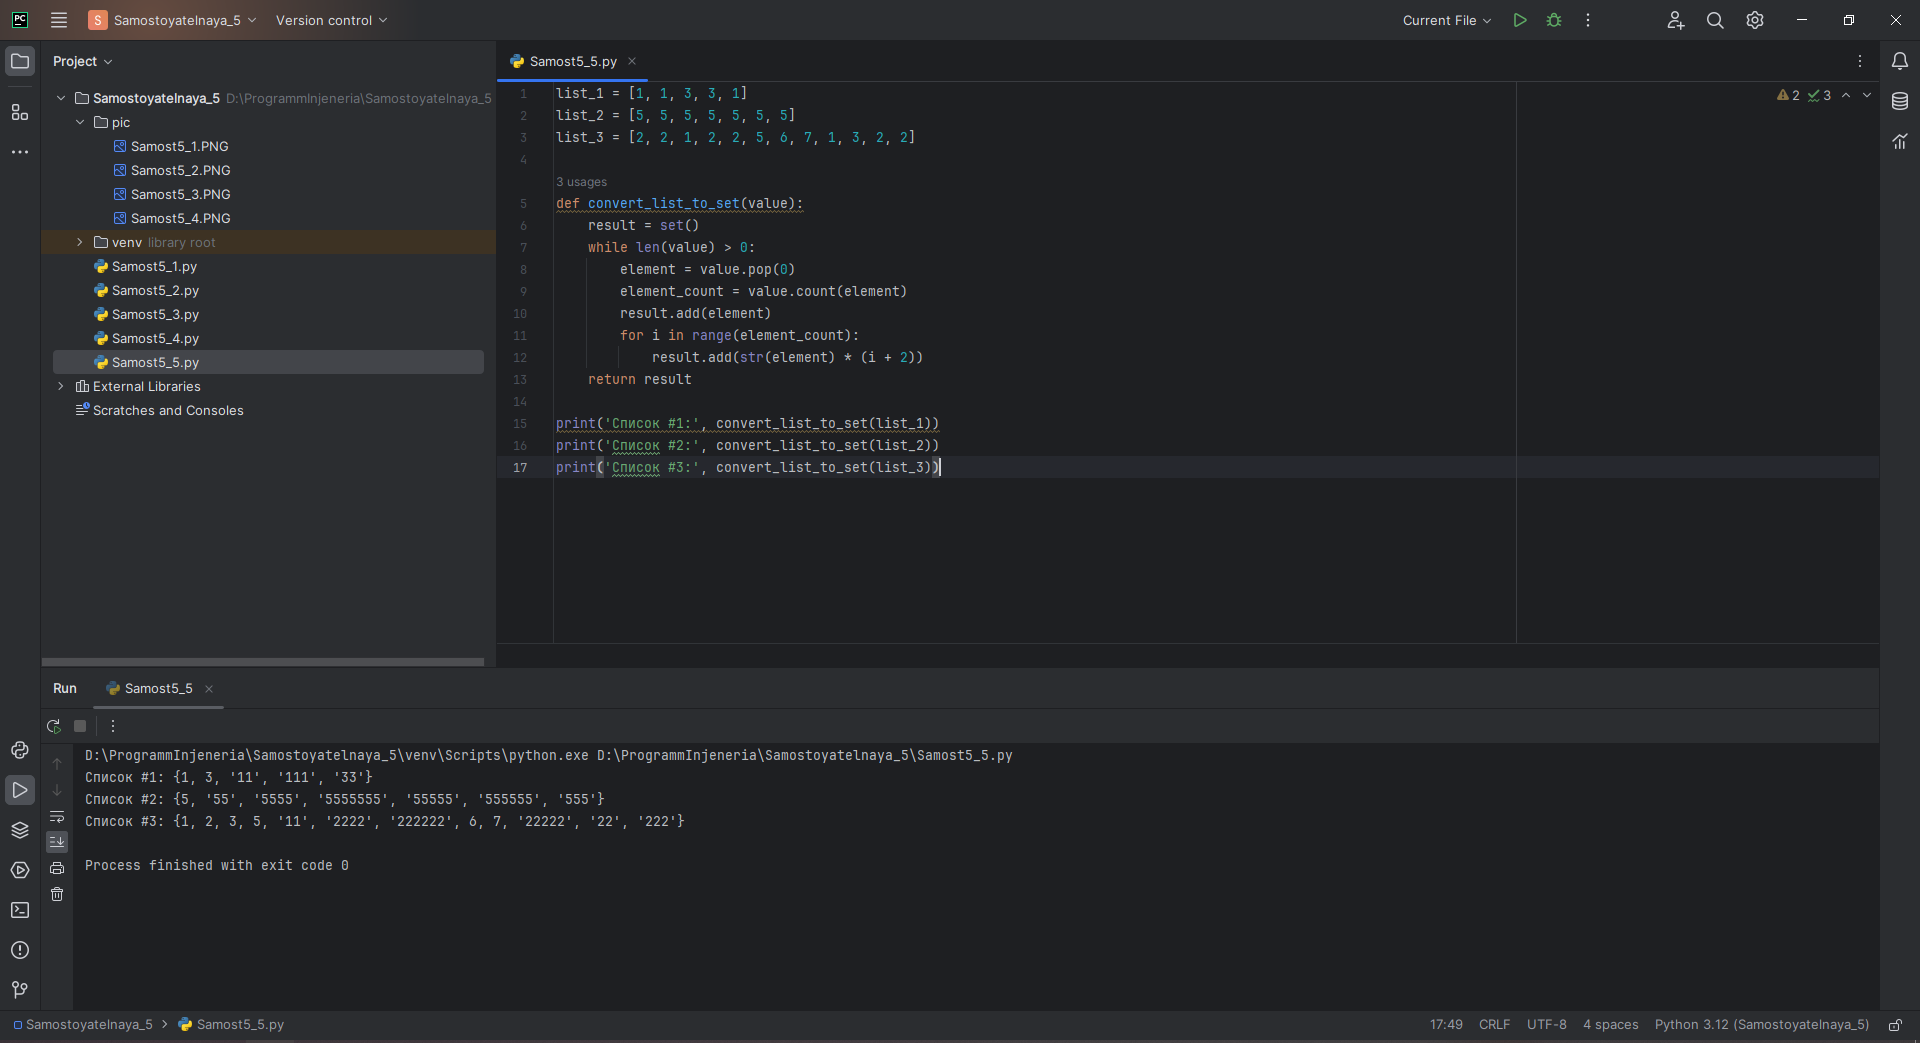 PC
S Samostoyatelnaya_5 Version control Current File
Project
Samostoyatelnaya_5 D:\ProgrammInjeneria\Samostoyatelnaya_5
pic
Samost5_1.PNG
Samost5_2.PNG
Samost5_3.PNG
Samost5_4.PNG
venv library root
Samost5_1.py
Samost5_2.py
Samost5_3.py
Samost5_4.py
Samost5_5.py
External Libraries
Scratches and Consoles
Samost5_5.py
2 3
1 list_1 = [1, 1, 3, 3, 1]
2 list_2 = [5, 5, 5, 5, 5, 5, 5]
3 list_3 = [2, 2, 1, 2, 2, 5, 6, 7, 1, 3, 2, 2]
4
3 usages
5 def convert_list_to_set(value):
6 result = set()
7 while len(value) > 0:
8 element = value.pop(0)
9 element_count = value.count(element)
10 result.add(element)
11 for i in range(element_count):
12 result.add(str(element) * (i + 2))
13 return result
14
15 print('Список #1:', convert_list_to_set(list_1))
16 print('Список #2:', convert_list_to_set(list_2))
17 print('Список #3:', convert_list_to_set(list_3))
Run Samost5_5
D:\ProgrammInjeneria\Samostoyatelnaya_5\venv\Scripts\python.exe D:\ProgrammInjeneria\Samostoyatelnaya_5\Samost5_5.py
Список #1: {1, 3, '11', '111', '33'}
Список #2: {5, '55', '5555', '5555555', '55555', '555555', '555'}
Список #3: {1, 2, 3, 5, '11', '2222', '222222', 6, 7, '22222', '22', '222'}
Process finished with exit code 0
Samostoyatelnaya_5 Samost5_5.py 17:49 CRLF UTF-8 4 spaces Python 3.12 (Samostoyatelnaya_5)